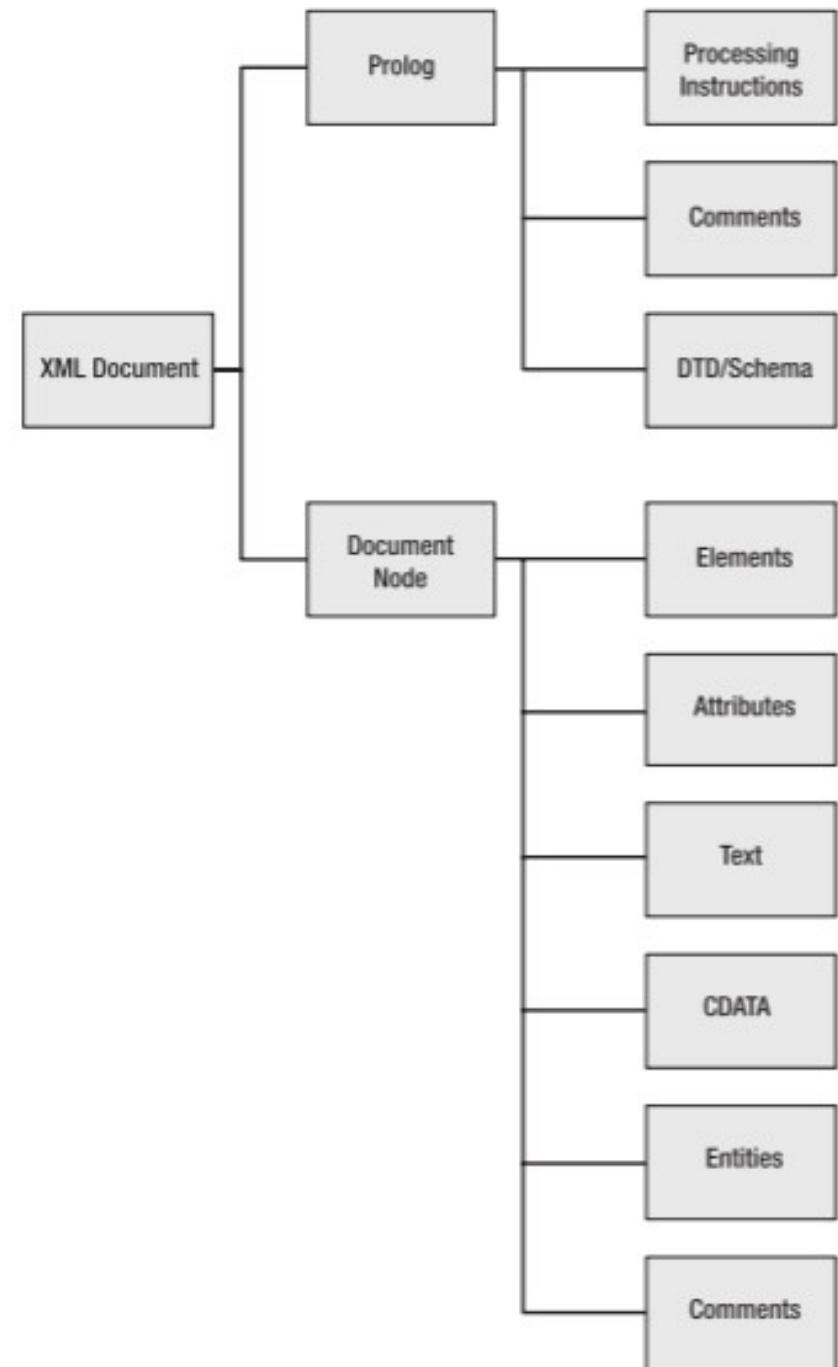 Prolog
Processing
Instructions
Comments
XML Document
DTD/Schema
Document
Node
Elements
Attributes
Text
CDATA
Entities
Comments